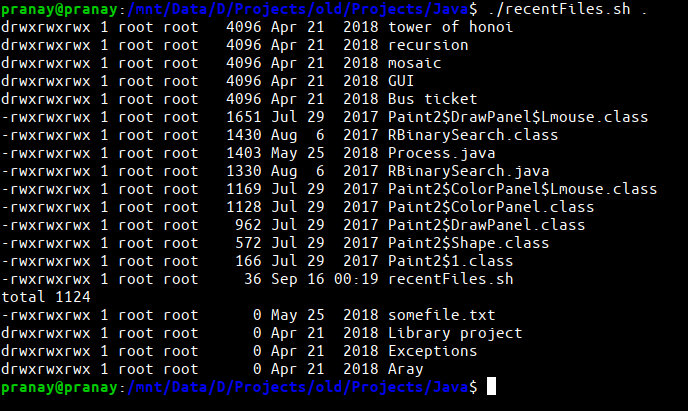 pranay@pranay:/mnt/Data/D/Projects/old/Projects/Java$ ./recentFiles.sh .
drwxrwxrwx 1 root root   4096 Apr 21  2018 tower of honoi
drwxrwxrwx 1 root root   4096 Apr 21  2018 recursion
drwxrwxrwx 1 root root   4096 Apr 21  2018 mosaic
drwxrwxrwx 1 root root   4096 Apr 21  2018 GUI
drwxrwxrwx 1 root root   4096 Apr 21  2018 Bus ticket
-rwxrwxrwx 1 root root   1651 Jul 29  2017 Paint2$DrawPanel$Lmouse.class
-rwxrwxrwx 1 root root   1430 Aug  6  2017 RBinarySearch.class
-rwxrwxrwx 1 root root   1403 May 25  2018 Process.java
-rwxrwxrwx 1 root root   1330 Aug  6  2017 RBinarySearch.java
-rwxrwxrwx 1 root root   1169 Jul 29  2017 Paint2$ColorPanel$Lmouse.class
-rwxrwxrwx 1 root root   1128 Jul 29  2017 Paint2$ColorPanel.class
-rwxrwxrwx 1 root root    962 Jul 29  2017 Paint2$DrawPanel.class
-rwxrwxrwx 1 root root    572 Jul 29  2017 Paint2$Shape.class
-rwxrwxrwx 1 root root    166 Jul 29  2017 Paint2$1.class
-rwxrwxrwx 1 root root     36 Sep 16 00:19 recentFiles.sh
total 1124
-rwxrwxrwx 1 root root      0 May 25  2018 somefile.txt
drwxrwxrwx 1 root root      0 Apr 21  2018 Library project
drwxrwxrwx 1 root root      0 Apr 21  2018 Exceptions
drwxrwxrwx 1 root root      0 Apr 21  2018 Aray
pranay@pranay:/mnt/Data/D/Projects/old/Projects/Java$